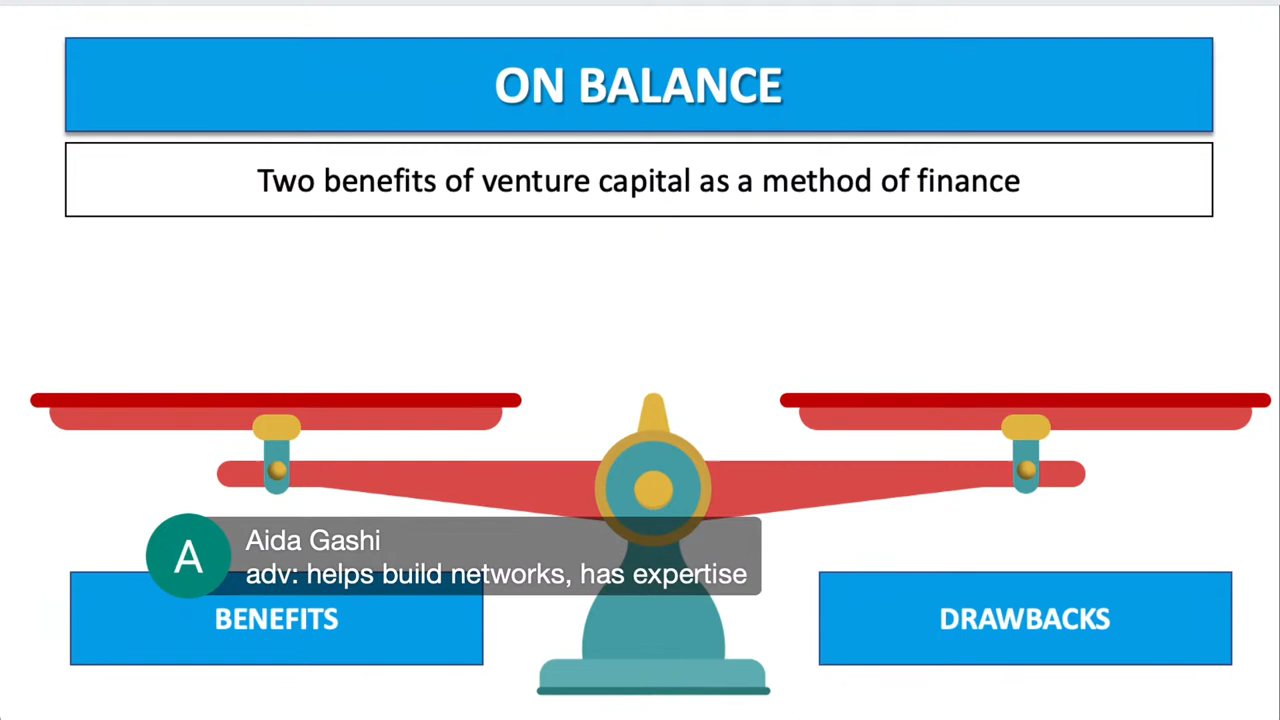 ON BALANCE
Two benefits of venture capital as a method of finance
A
Aida Gashi
adv: helps build networks, has expertise
BENEFITS
DRAWBACKS